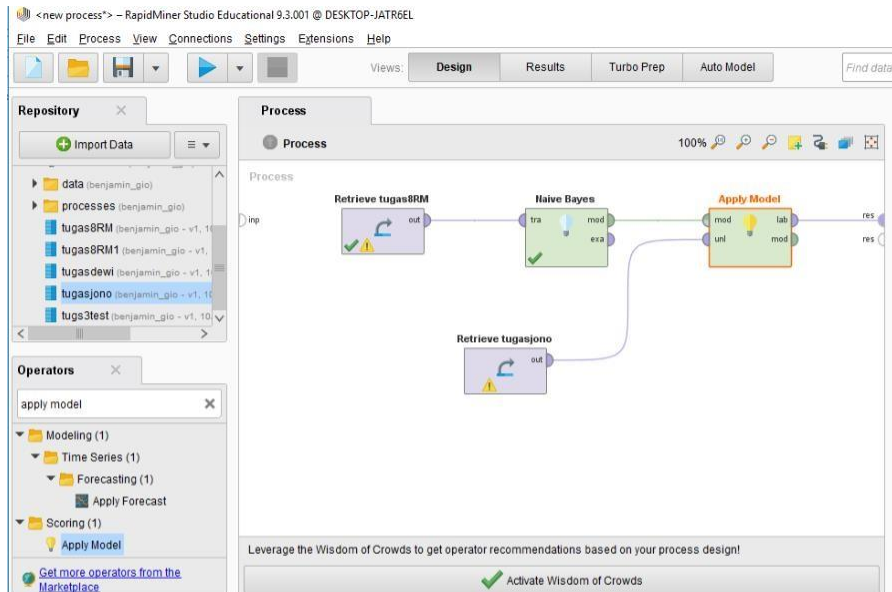 <new process*> – RapidMiner Studio Educational 9.3.001 @ DESKTOP-JATR6EL
File Edit Process View Connections Settings Extensions Help
Views: Design Results Turbo Prep Auto Model Find data
Repository
Import Data
data (benjamin_gio)
processes (benjamin_gio)
tugas8RM (benjamin_gio - v1, 1
tugas8RM1 (benjamin_gio - v1,
tugasdewi (benjamin_gio - v1, 1
tugasjono (benjamin_gio - v1, 10
tugs3test (benjamin_gio - v1, 10
Operators
apply model
Modeling (1)
Time Series (1)
Forecasting (1)
Apply Forecast
Scoring (1)
Apply Model
Get more operators from the
Marketplace
Process
Process
100%
Process
inp
Retrieve tugas8RM
out
Naive Bayes
tra mod
exa
Apply Model
mod lab
unl mod
res
res
Retrieve tugasjono
out
Leverage the Wisdom of Crowds to get operator recommendations based on your process design!
Activate Wisdom of Crowds